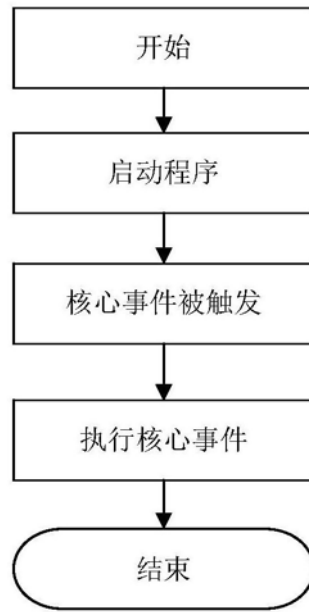 开始
启动程序
核心事件被触发
执行核心事件
结束